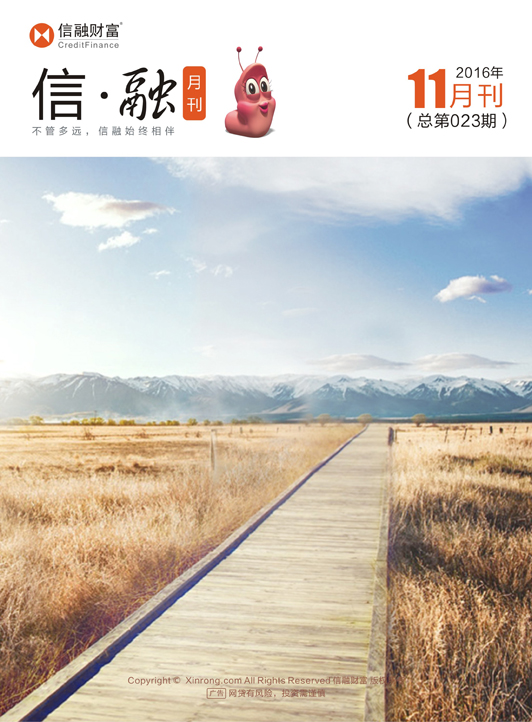 信融财富®
CreditFinance
信·融
月刊
不管多远，信融始终相伴
2016年
11月刊
（总第023期）
Copyright © Xinrong.com All Rights Reserved 信融财富 版权
广告 网贷有风险，投资需谨慎